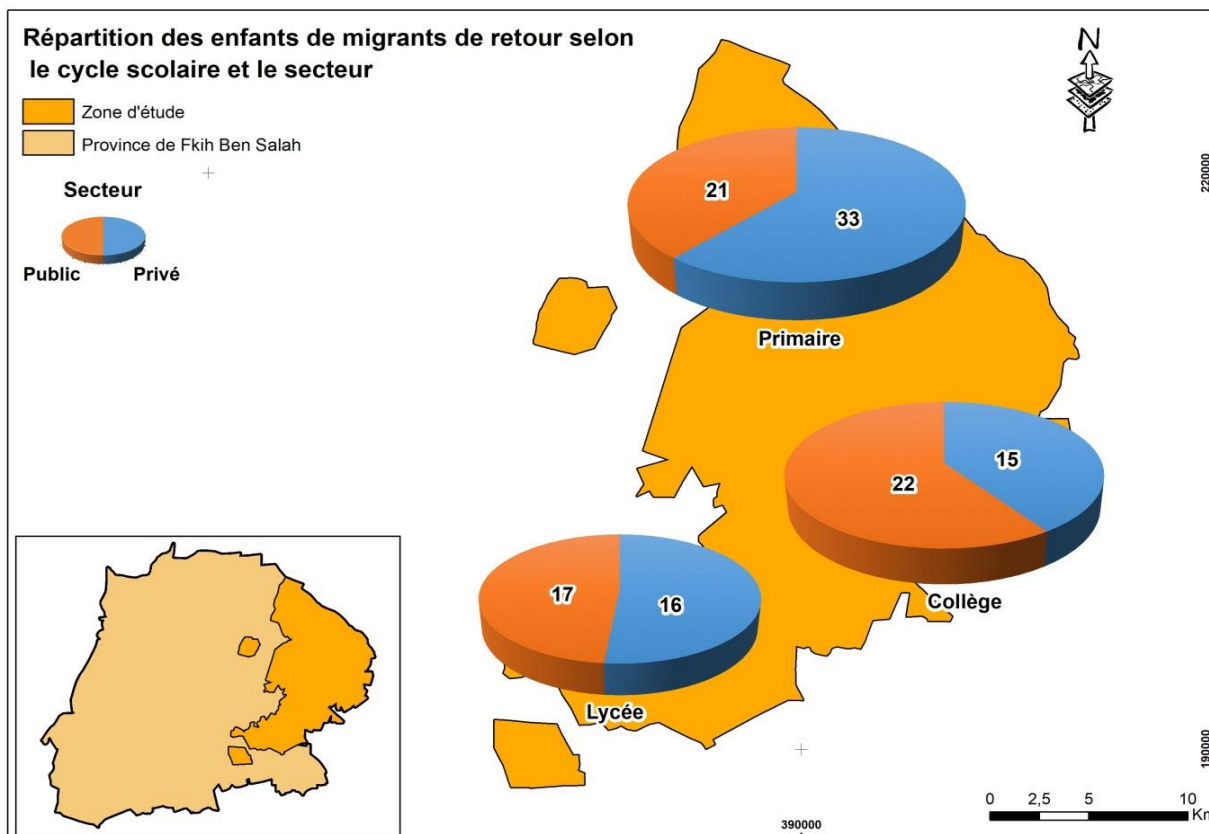 Répartition des enfants de migrants de retour selon
le cycle scolaire et le secteur
Zone d'étude
Province de Fkih Ben Salah
Secteur
Public Privé
N
220000
21
33
Primaire
15
22
Collège
17
16
Lycée
190000
0 2,5 5 10
Km
390000